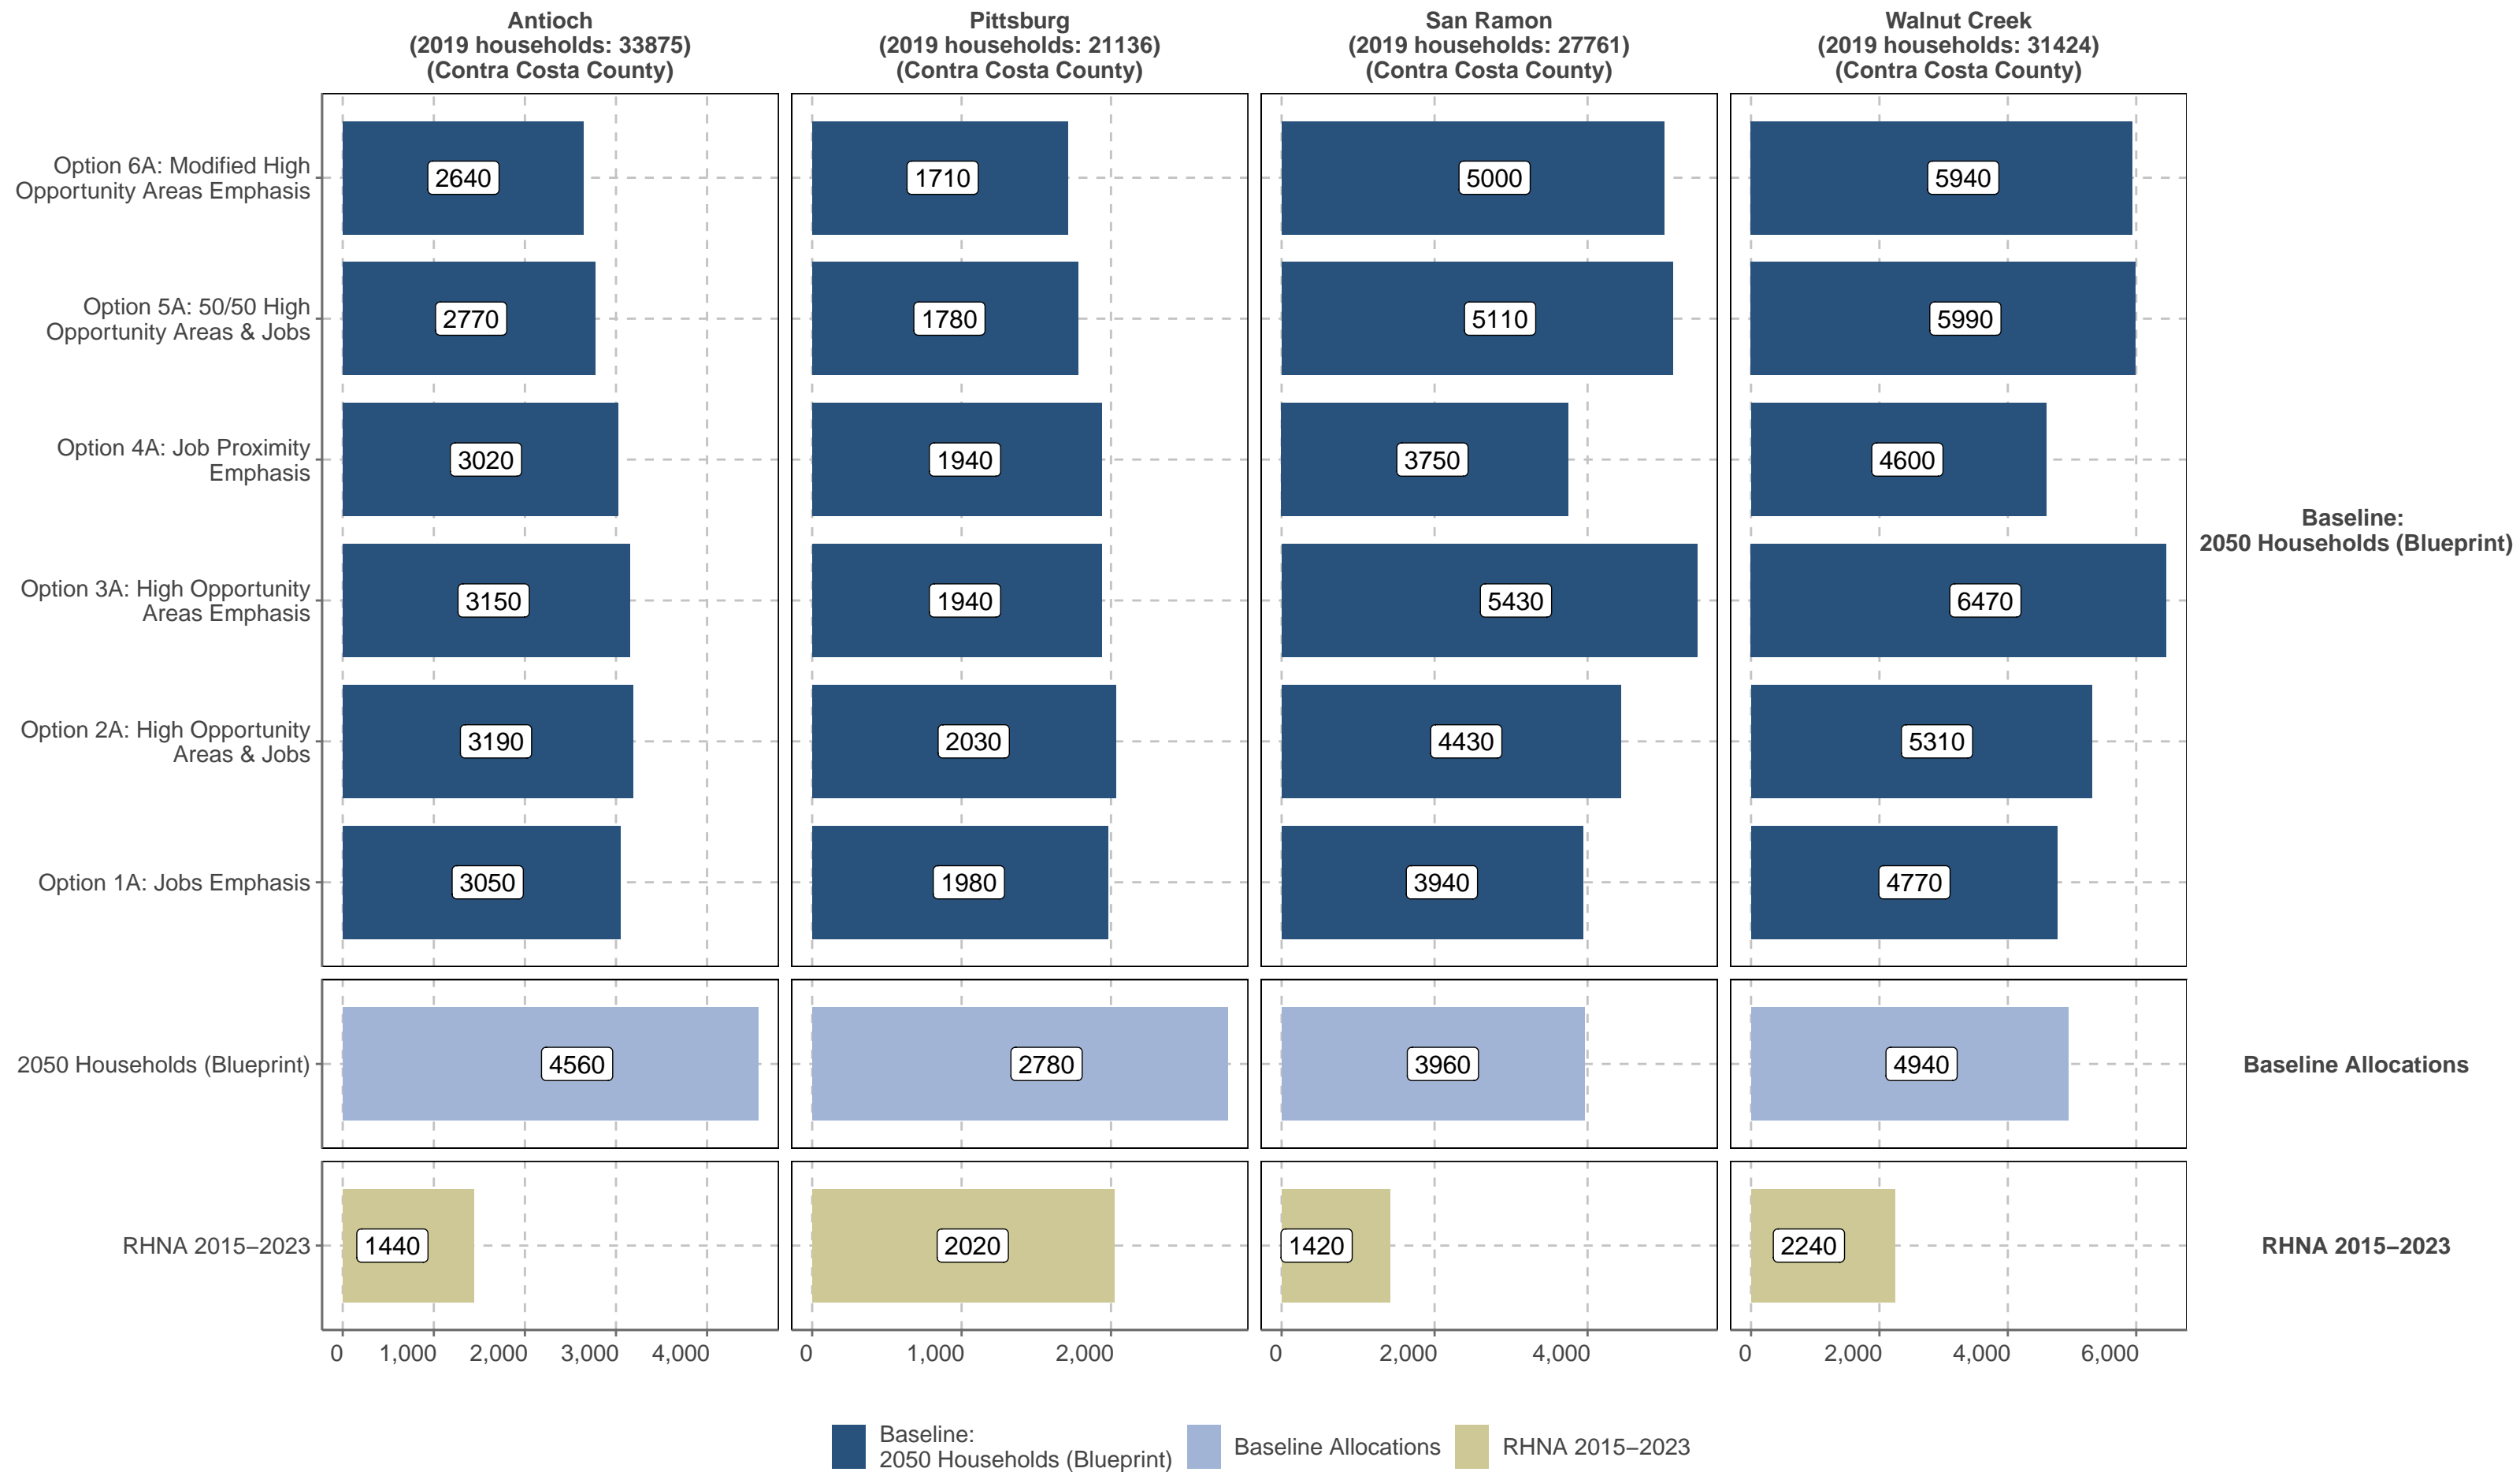 Antioch
(2019 households: 33875)
(Contra Costa County)
Pittsburg
(2019 households: 21136)
(Contra Costa County)
San Ramon
(2019 households: 27761)
(Contra Costa County)
Walnut Creek
(2019 households: 31424)
(Contra Costa County)
Option 6A: Modified High
Opportunity Areas Emphasis
2640
1710
5000
5940
Option 5A: 50/50 High
Opportunity Areas & Jobs
2770
1780
5110
5990
Option 4A: Job Proximity
Emphasis
3020
1940
3750
4600
Baseline:
2050 Households (Blueprint)
Option 3A: High Opportunity
Areas Emphasis
3150
1940
5430
6470
Option 2A: High Opportunity
Areas & Jobs
3190
2030
4430
5310
Option 1A: Jobs Emphasis
3050
1980
3940
4770
2050 Households (Blueprint)
4560
2780
3960
4940
Baseline Allocations
RHNA 2015−2023
1440
2020
1420
2240
RHNA 2015−2023
0 1,000 2,000 3,000 4,000
0 1,000 2,000
0 2,000 4,000
0 2,000 4,000 6,000
Baseline:
2050 Households (Blueprint)
Baseline Allocations
RHNA 2015−2023